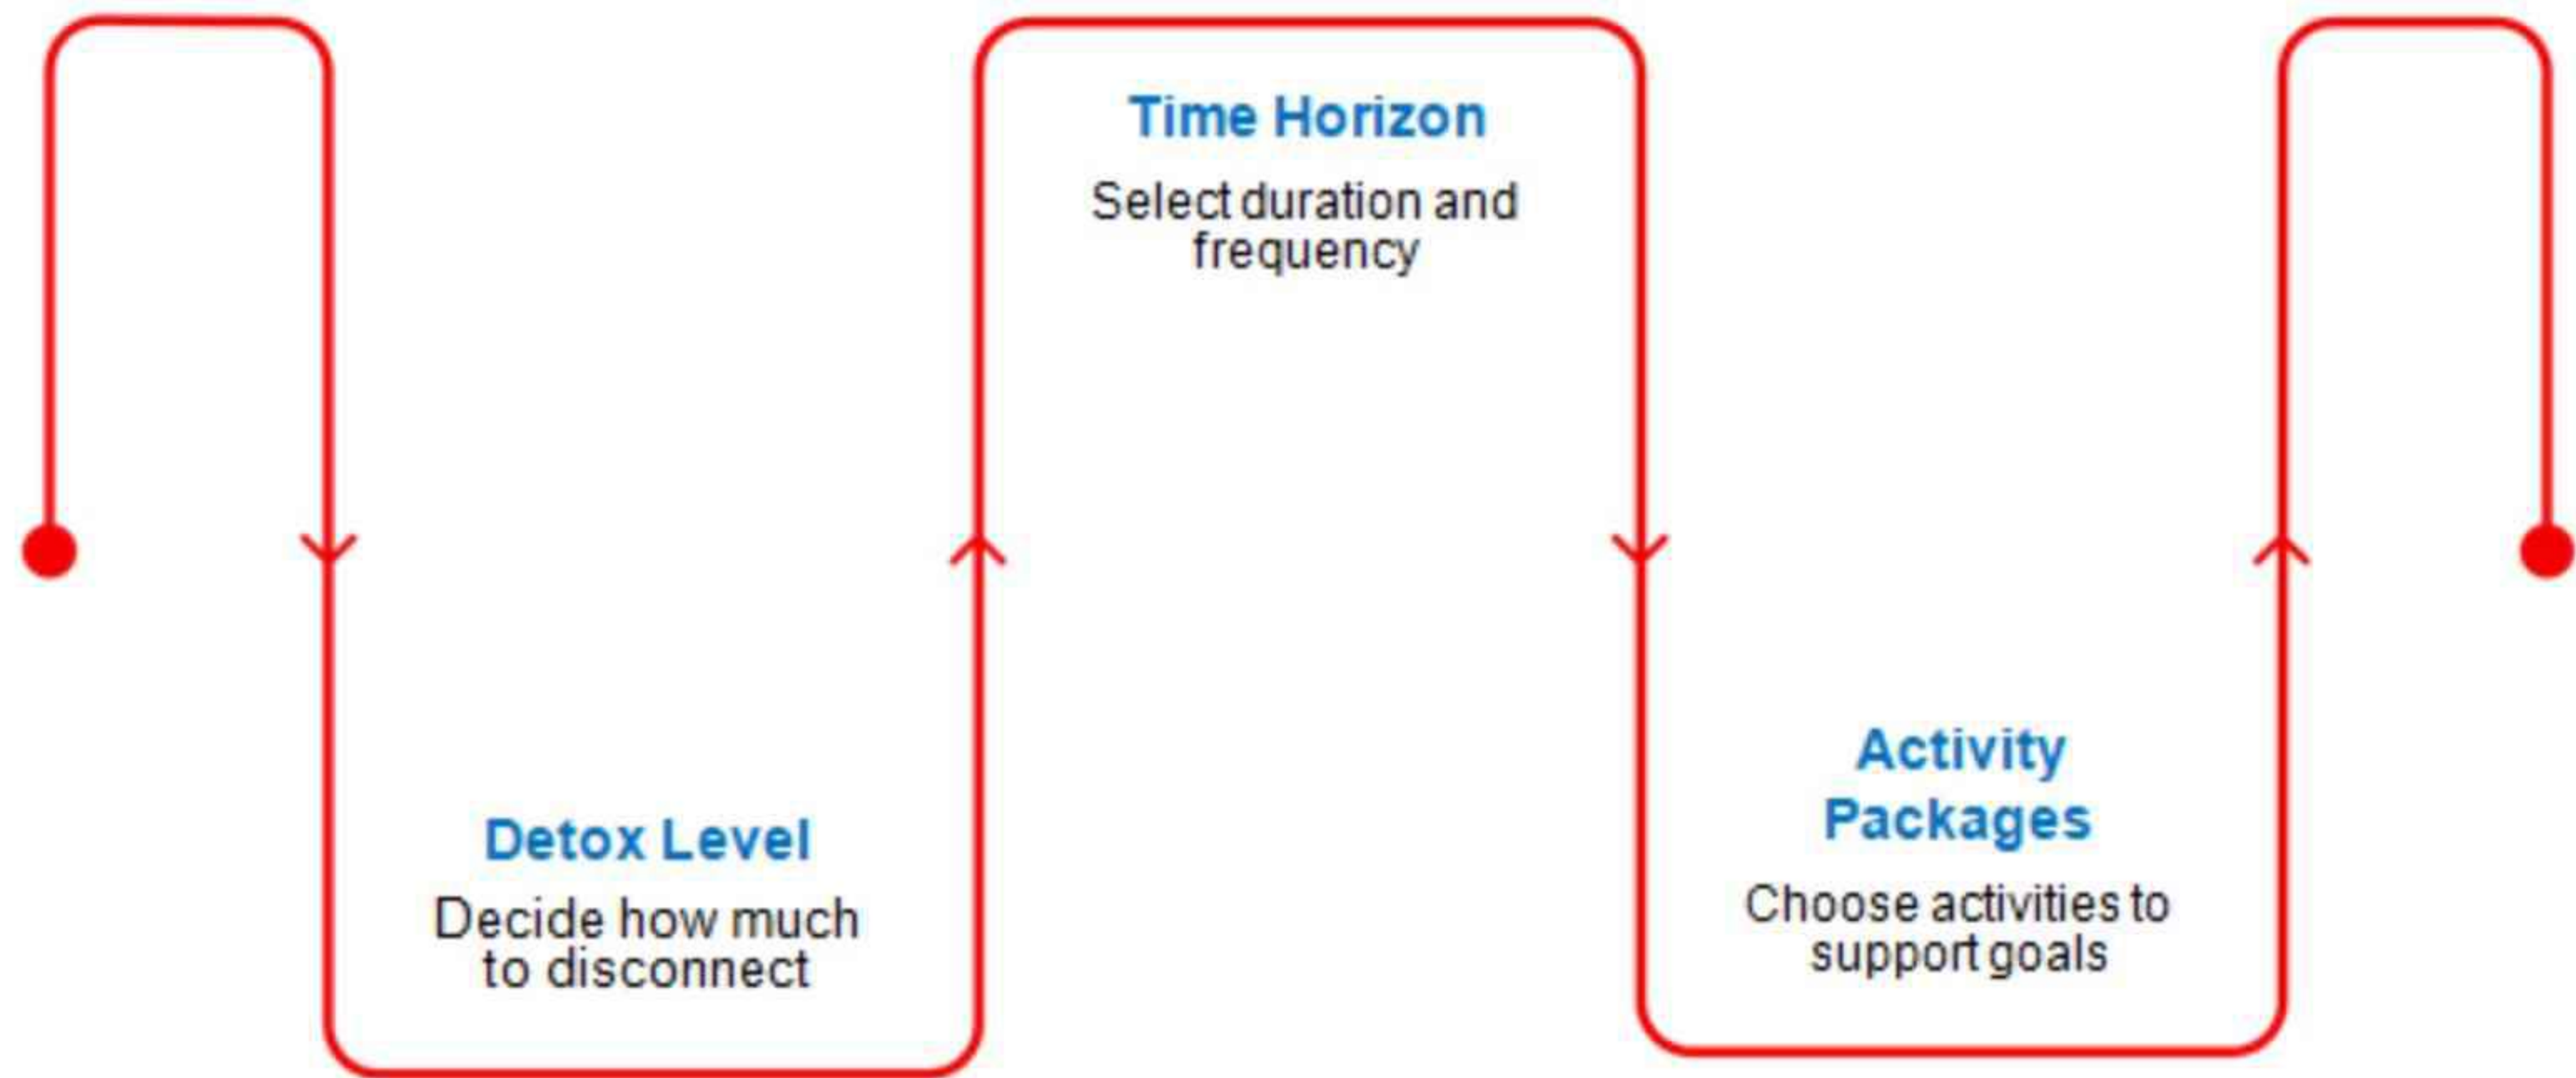 Detox Level
Decide how much
to disconnect
Time Horizon
Select duration and
frequency
Activity
Packages
Choose activities to
support goals